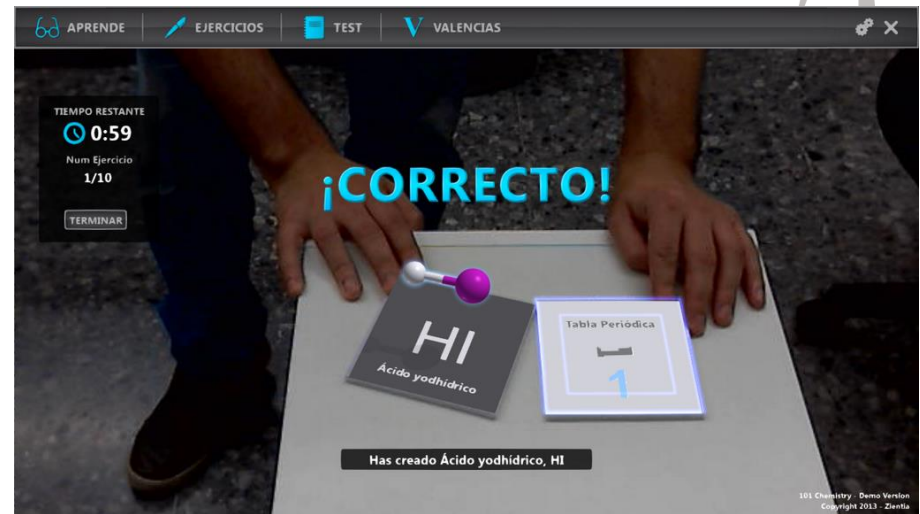 APRENDE
EJERCICIOS
TEST
V VALENCIAS
TIEMPO RESTANTE
0:59
Num Ejercicio
1/10
TERMINAR
¡CORRECTO!
HI
Ácido yodhídrico
Tabla Periódica
1
Has creado Ácido yodhídrico, HI
101 Chemistry - Demo Version
Copyright 2013 - Zientia